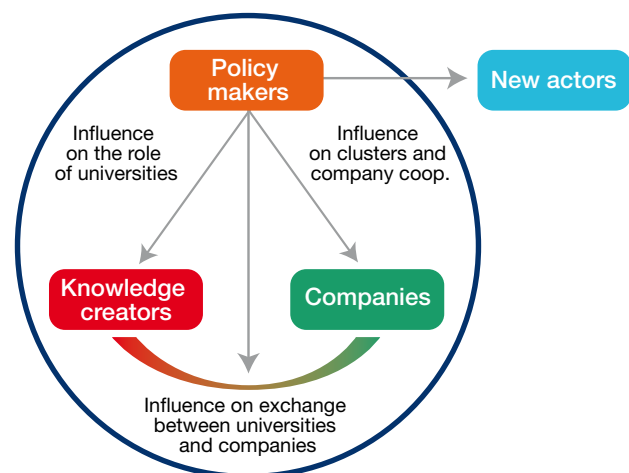 Policy
makers
New actors
Influence
on the role
of universities
Influence
on clusters and
company coop.
Knowledge
creators
Companies
Influence on exchange
between universities
and companies